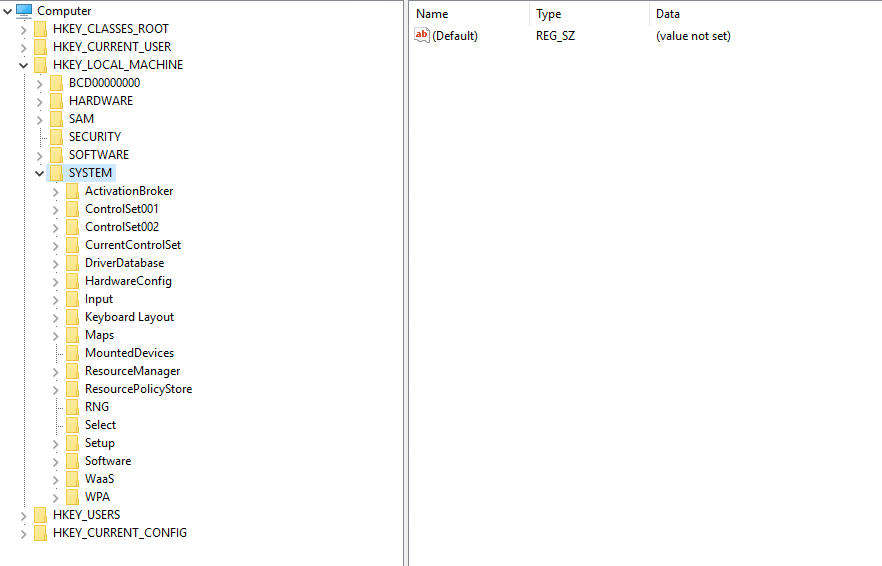 Computer
HKEY_CLASSES_ROOT
HKEY_CURRENT_USER
HKEY_LOCAL_MACHINE
BCD00000000
HARDWARE
SAM
SECURITY
SOFTWARE
SYSTEM
ActivationBroker
ControlSet001
ControlSet002
CurrentControlSet
DriverDatabase
HardwareConfig
Input
Keyboard Layout
Maps
MountedDevices
ResourceManager
ResourcePolicyStore
RNG
Select
Setup
Software
WaaS
WPA
HKEY_USERS
HKEY_CURRENT_CONFIG
Name Type Data
ab (Default) REG_SZ (value not set)